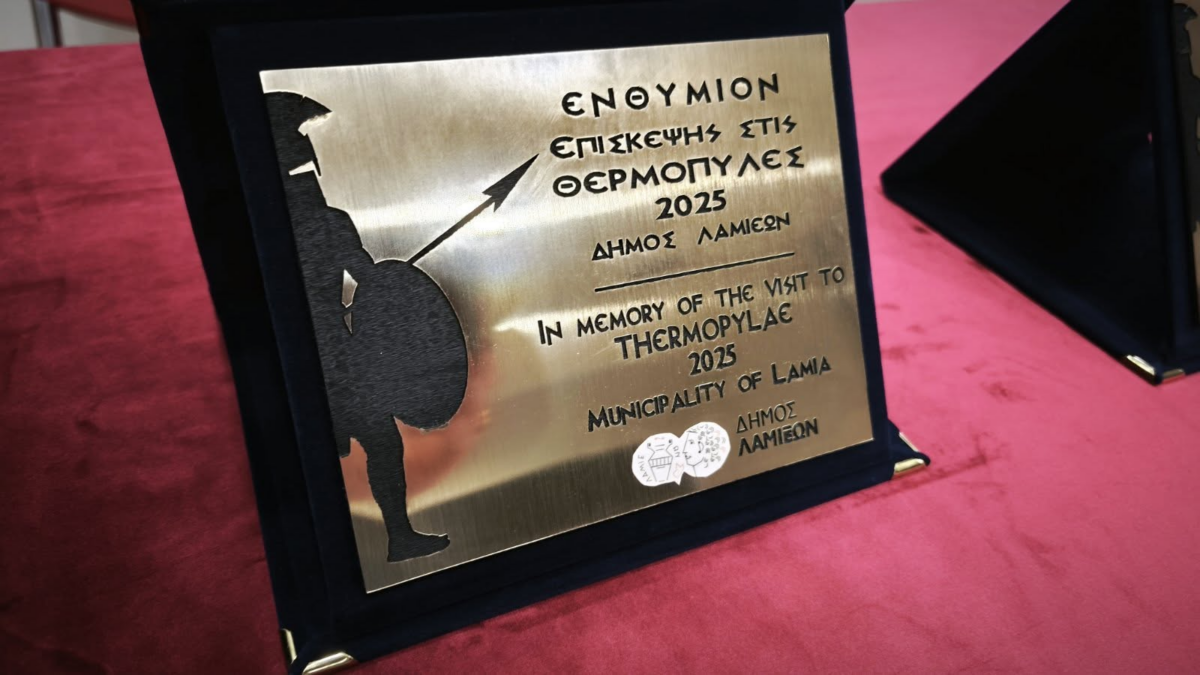 ΕΝΘΥΜΙΟΝ
ΕΠΙΣΚΕΨΗΣ ΣΤΙΣ
ΘΕΡΜΟΠΥΛΕΣ
2025
ΔΗΜΟΣ ΛΑΜΙΕΩΝ
IN MEMORY OF THE VISIT TO
THERMOPYLAE
2025
MUNICIPALITY OF LAMIA
ΔΗΜΟΣ
ΛΑΜΙΕΩΝ